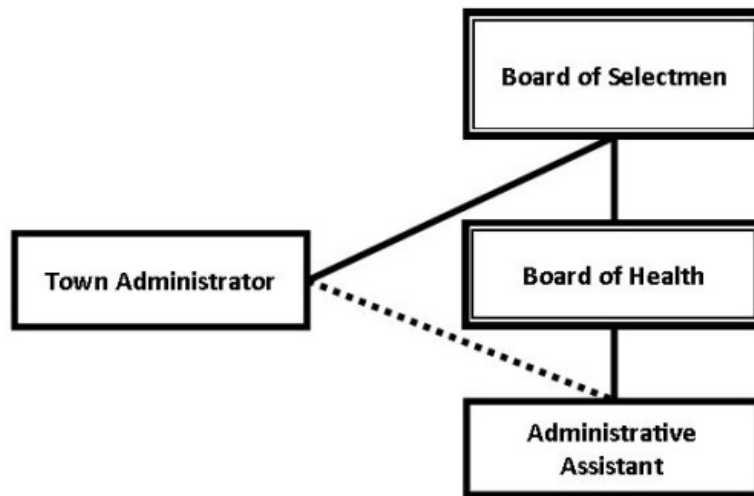 Board of Selectmen
Town Administrator
Board of Health
Administrative
Assistant